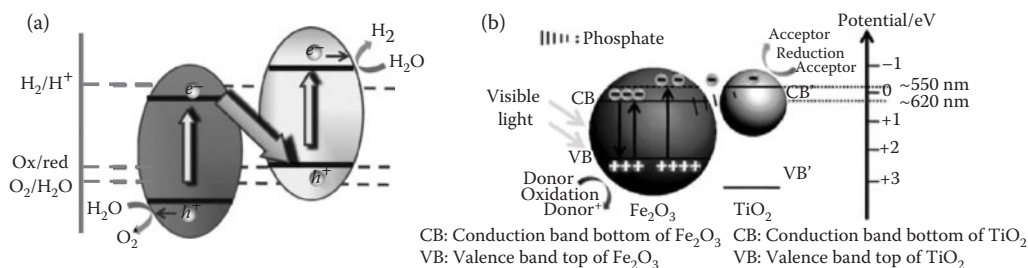 (a)
H2
e−
H2O
H2/H+
e−
Ox/red
O2/H2O
h+
H2O
h+
O2
(b)
Phosphate
Acceptor
Reduction
Acceptor
Potential/eV
−1
~550 nm
CB
CB'
0
~620 nm
Visible
light
+1
+2
VB
VB'
+3
Donor
Oxidation
Donor+
Fe2O3
TiO2
CB: Conduction band bottom of Fe2O3
CB: Conduction band bottom of TiO2
VB: Valence band top of Fe2O3
VB: Valence band top of TiO2